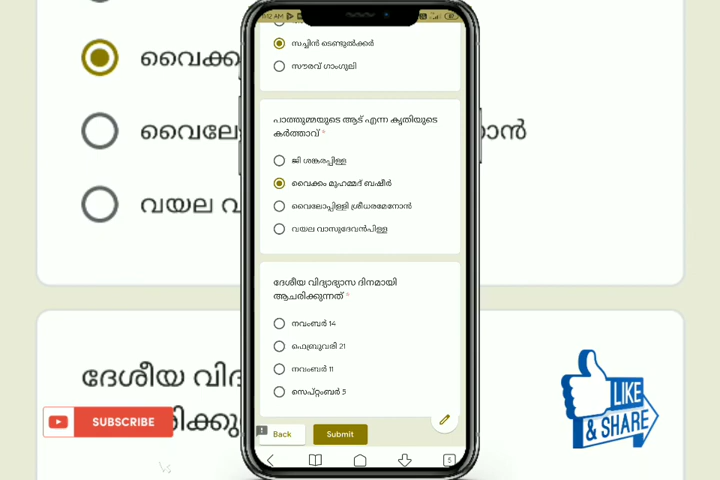 സച്ചിൻ ടെണ്ടുൽക്കർ
സൗരവ് ഗാംഗുലി
പാത്തുമ്മയുടെ ആട് എന്ന കൃതിയുടെ
കർത്താവ് *
ജി ശങ്കരപ്പിള്ള
വൈക്കം മുഹമ്മദ് ബഷീർ
വൈലോപ്പിള്ളി ശ്രീധരമേനോൻ
വയല വാസുദേവൻപിള്ള
ദേശീയ വിദ്യാഭ്യാസ ദിനമായി
ആചരിക്കുന്നത് *
നവംബർ 14
ഫെബ്രുവരി 21
നവംബർ 11
സെപ്റ്റംബർ 5
Back
Submit
5
SUBSCRIBE
LIKE
& SHARE